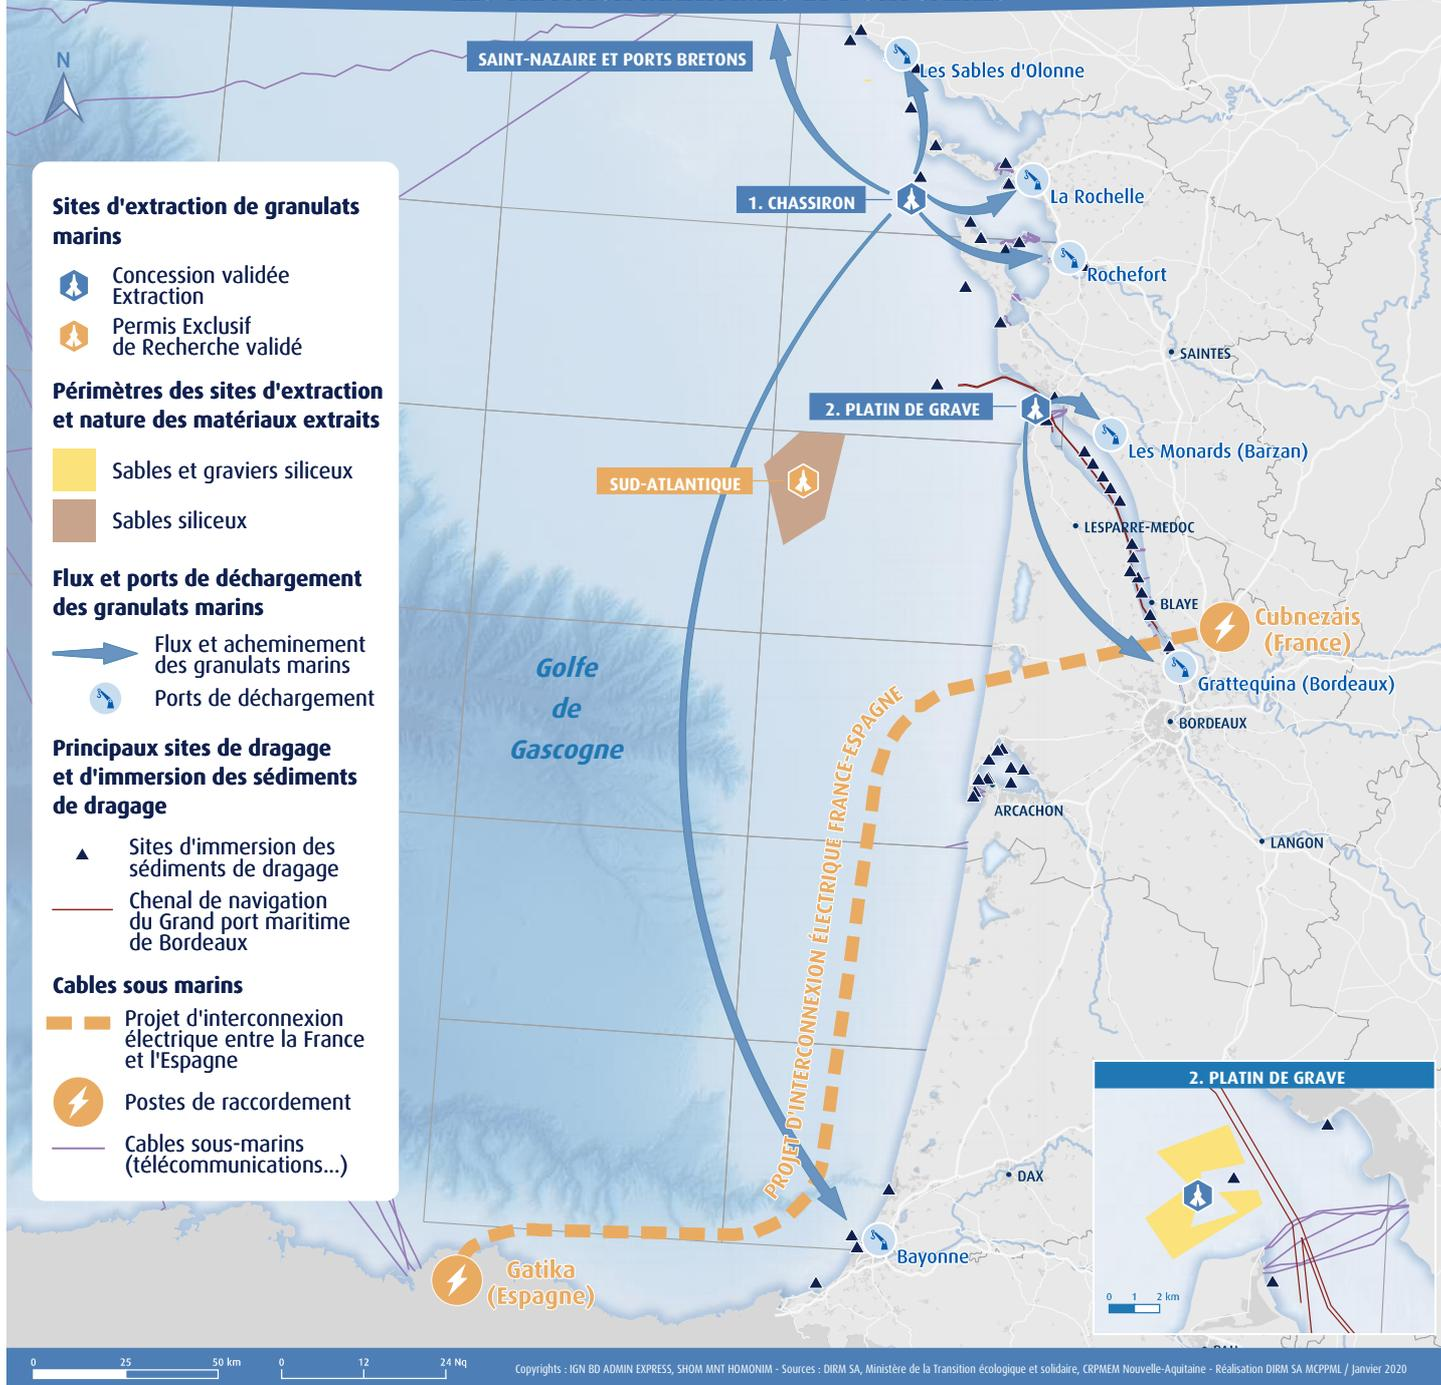 N
SAINT-NAZAIRE ET PORTS BRETONS
Les Sables d'Olonne
1. CHASSIRON
La Rochelle
Rochefort
SAINTES
2. PLATIN DE GRAVE
Les Monards (Barzan)
SUD-ATLANTIQUE
LESPARRE-MEDOC
BLAYE
Cubnezais
(France)
Grattequina (Bordeaux)
BORDEAUX
Golfe
de
Gascogne
PROJET D'INTERCONNEXION ÉLECTRIQUE FRANCE-ESPAGNE
ARCACHON
LANGON
DAX
Bayonne
Gatika
(Espagne)
Sites d'extraction de granulats
marins
Concession validée
Extraction
Permis Exclusif
de Recherche validé
Périmètres des sites d'extraction
et nature des matériaux extraits
Sables et graviers siliceux
Sables siliceux
Flux et ports de déchargement
des granulats marins
Flux et acheminement
des granulats marins
Ports de déchargement
Principaux sites de dragage
et d'immersion des sédiments
de dragage
Sites d'immersion des
sédiments de dragage
Chenal de navigation
du Grand port maritime
de Bordeaux
Cables sous marins
Projet d'interconnexion
électrique entre la France
et l'Espagne
Postes de raccordement
Cables sous-marins
(télécommunications...)
2. PLATIN DE GRAVE
0 1 2 km
0 25 50 km
0 12 24 Nq
Copyrights : IGN BD ADMIN EXPRESS, SHOM MNT HOMONIM - Sources : DIRM SA, Ministère de la Transition écologique et solidaire, CRPMEM Nouvelle-Aquitaine - Réalisation DIRM SA MCPPML / Janvier 2020